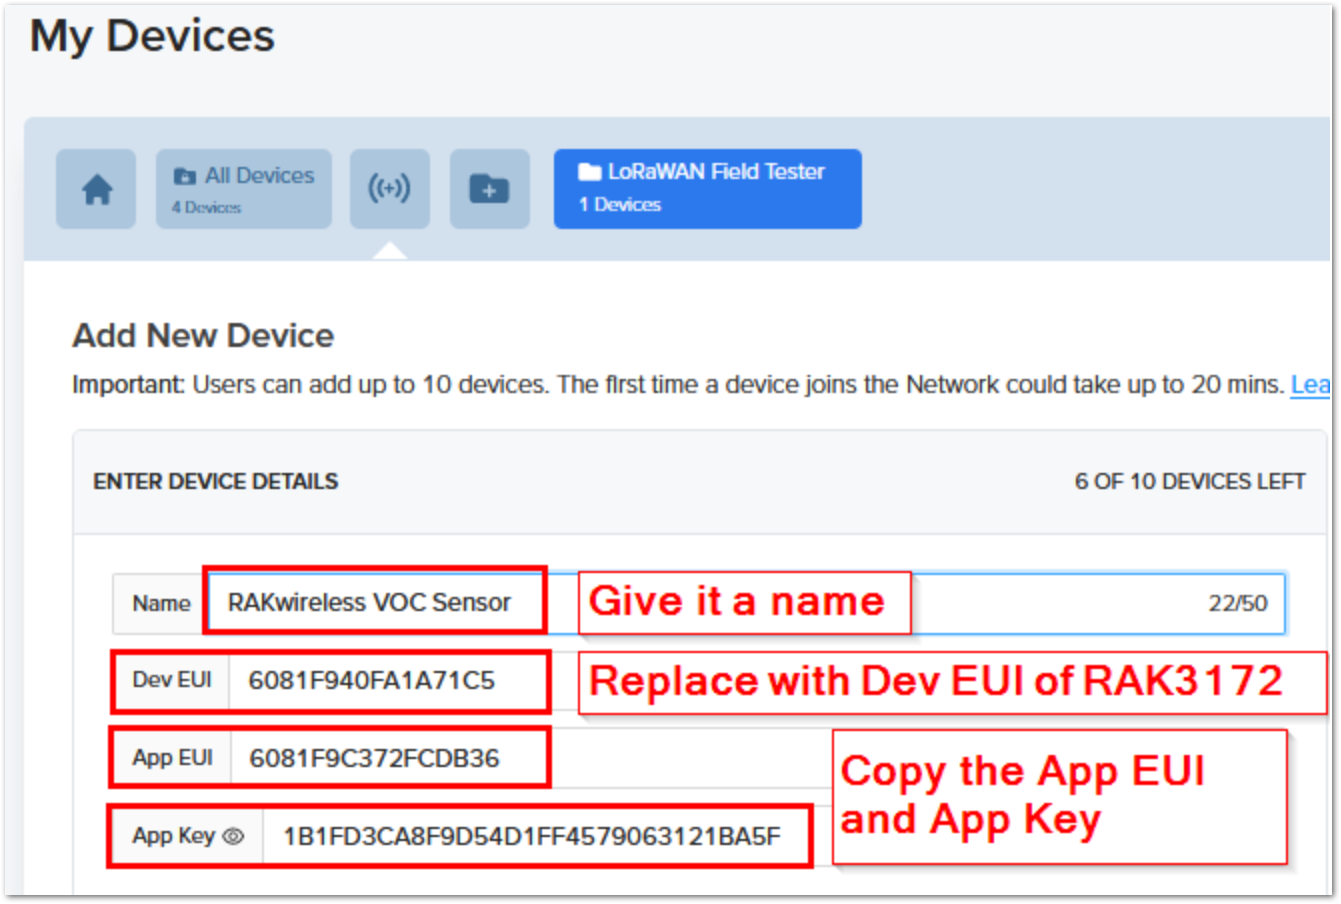 My Devices
All Devices
4 Devices
LoRaWAN Field Tester
1 Devices
Add New Device
Important: Users can add up to 10 devices. The first time a device joins the Network could take up to 20 mins. Lea
ENTER DEVICE DETAILS 6 OF 10 DEVICES LEFT
Name RAKwireless VOC Sensor Give it a name 22/50
Dev EUI 6081F940FA1A71C5 Replace with Dev EUI of RAK3172
App EUI 6081F9C372FCDB36
Copy the App EUI
and App Key
App Key 1B1FD3CA8F9D54D1FF4579063121BA5F